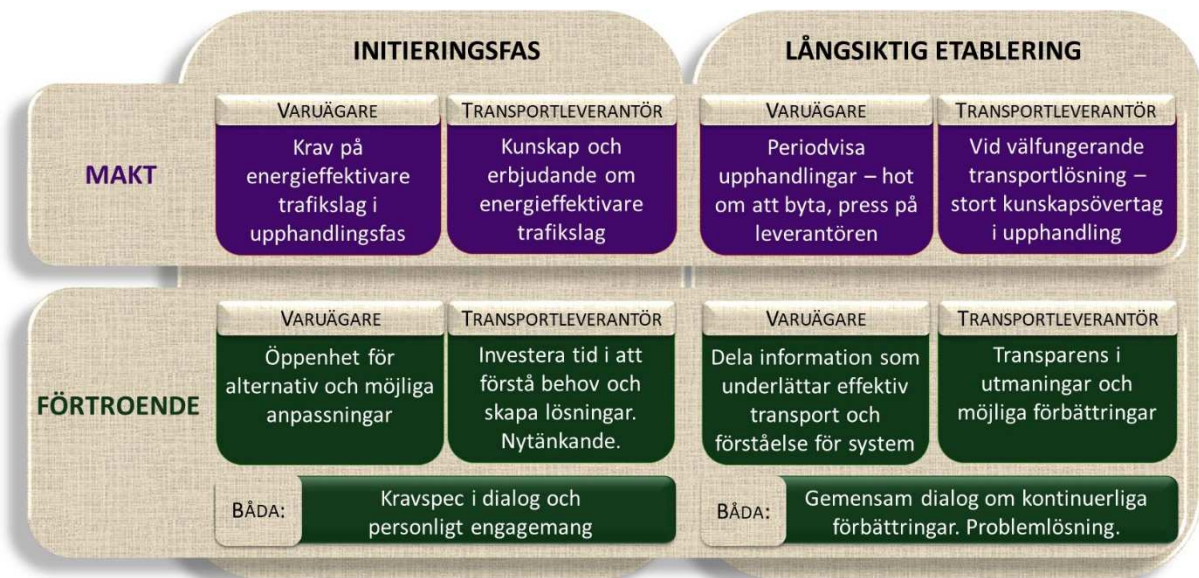 INITIERINGSFAS
LÅNGSIKTIG ETABLERING
MAKT
VARUÄGARE
Krav på
energieffektivare
trafikslag i
upphandlingsfas
TRANSPORTLEVERANTÖR
Kunskap och
erbjudande om
energieffektivare
trafikslag
VARUÄGARE
Periodvisa
upphandlingar – hot
om att byta, press på
leverantören
TRANSPORTLEVERANTÖR
Vid välfungerande
transportlösning –
stort kunskapsövertag
i upphandling
FÖRTROENDE
VARUÄGARE
Öppenhet för
alternativ och möjliga
anpassningar
TRANSPORTLEVERANTÖR
Investera tid i att
förstå behov och
skapa lösningar.
Nytänkande.
VARUÄGARE
Dela information som
underlättar effektiv
transport och
förståelse för system
TRANSPORTLEVERANTÖR
Transparens i
utmaningar och
möjliga förbättringar
BÅDA:
Kravspec i dialog och
personligt engagemang
BÅDA:
Gemensam dialog om kontinuerliga
förbättringar. Problemlösning.